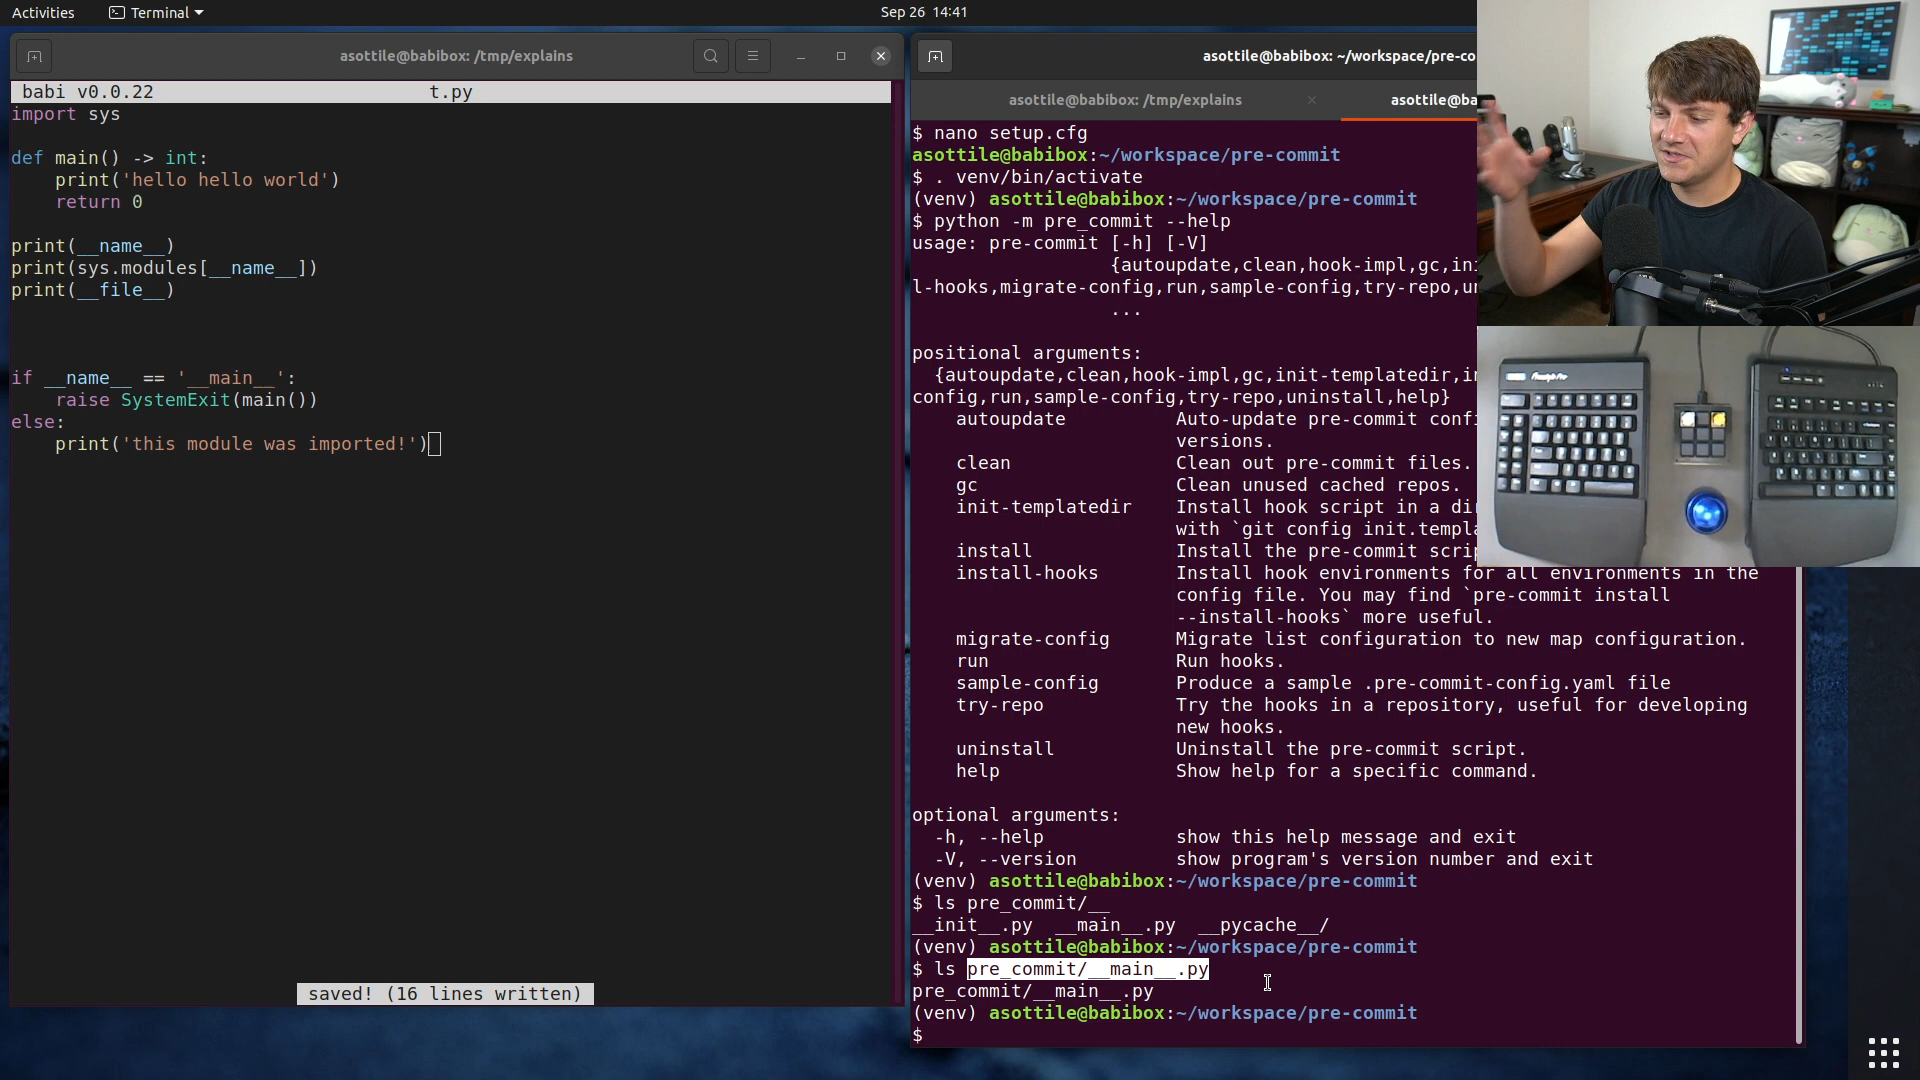 Activities
Terminal
Sep 26 14:41
asottile@babibox: /tmp/explains
babi v0.0.22 t.py
import sys
def main() -> int:
    print('hello hello world')
    return 0
print(__name__)
print(sys.modules[__name__])
print(__file__)
if __name__ == '__main__':
    raise SystemExit(main())
else:
    print('this module was imported!')
saved! (16 lines written)
asottile@babibox: ~/workspace/pre-co
asottile@babibox: /tmp/explains
asottile@ba
$ nano setup.cfg
asottile@babibox:~/workspace/pre-commit
$ . venv/bin/activate
(venv) asottile@babibox:~/workspace/pre-commit
$ python -m pre_commit --help
usage: pre-commit [-h] [-V]
{autoupdate,clean,hook-impl,gc,ini
l-hooks,migrate-config,run,sample-config,try-repo,un
...
positional arguments:
{autoupdate,clean,hook-impl,gc,init-templatedir,in
config,run,sample-config,try-repo,uninstall,help}
autoupdate Auto-update pre-commit confi
versions.
clean Clean out pre-commit files.
gc Clean unused cached repos.
init-templatedir Install hook script in a dir
with `git config init.templa
install Install the pre-commit scrip
install-hooks Install hook environments for all environments in the
config file. You may find `pre-commit install
--install-hooks` more useful.
migrate-config Migrate list configuration to new map configuration.
run Run hooks.
sample-config Produce a sample .pre-commit-config.yaml file
try-repo Try the hooks in a repository, useful for developing
new hooks.
uninstall Uninstall the pre-commit script.
help Show help for a specific command.
optional arguments:
-h, --help show this help message and exit
-V, --version show program's version number and exit
(venv) asottile@babibox:~/workspace/pre-commit
$ ls pre_commit/__
__init__.py __main__.py __pycache__/
(venv) asottile@babibox:~/workspace/pre-commit
$ ls pre_commit/__main__.py
pre_commit/__main__.py
(venv) asottile@babibox:~/workspace/pre-commit
$